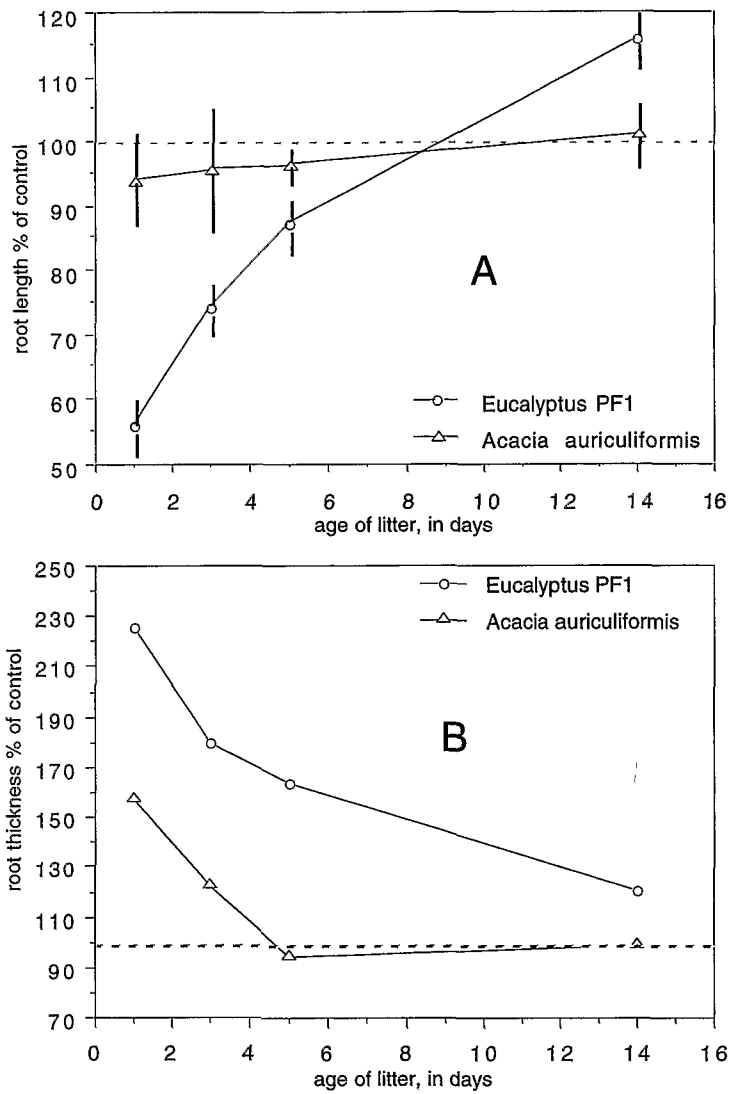 120
110
100
90
80
70
60
50
root length % of control
A
Eucalyptus PF1
Acacia auriculiformis
0 2 4 6 8 10 12 14 16
age of litter, in days
250
230
210
190
170
150
130
110
90
70
root thickness % of control
Eucalyptus PF1
Acacia auriculiformis
B
0 2 4 6 8 10 12 14 16
age of litter, in days